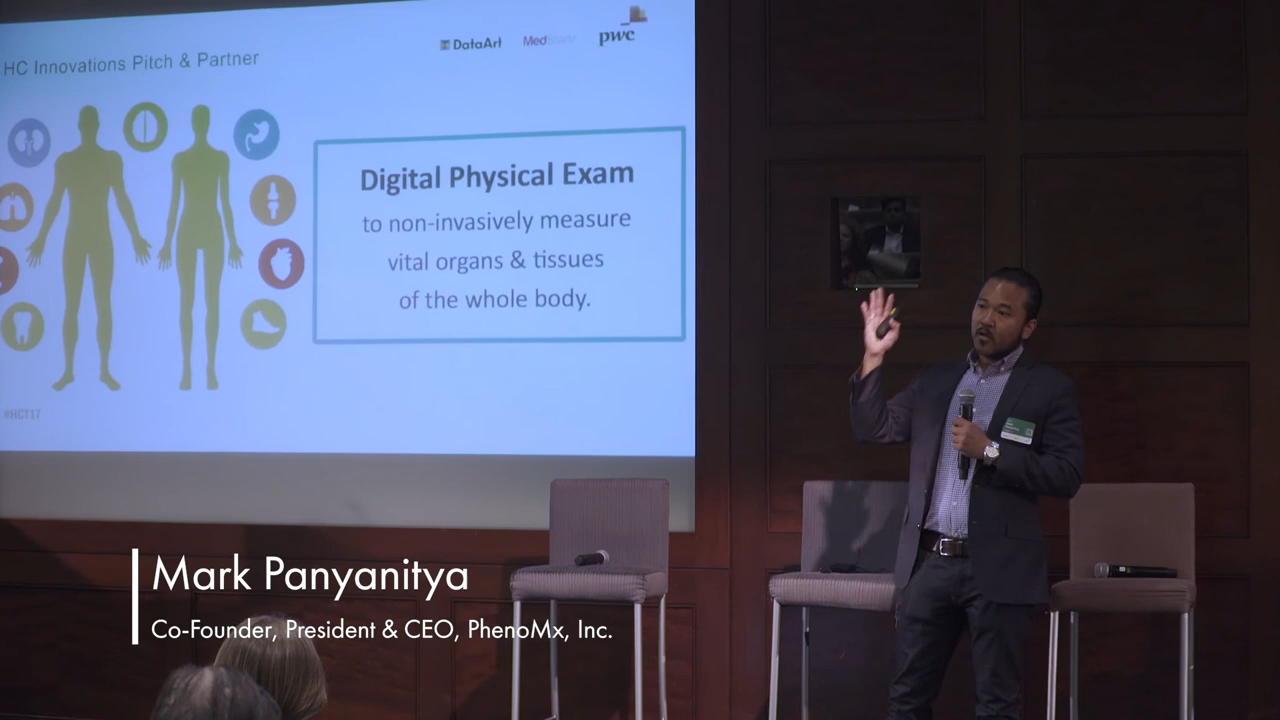 HC Innovations Pitch & Partner
DataArt
MedStartr
pwc
Digital Physical Exam
to non-invasively measure
vital organs & tissues
of the whole body.
#HCT17
Mark Panyanitya
Co-Founder, President & CEO, PhenoMx, Inc.